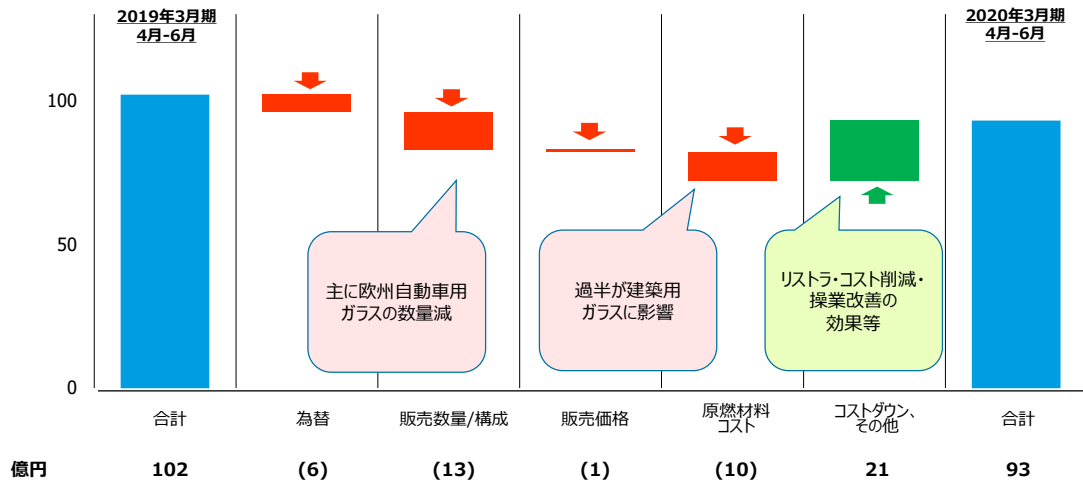 2019年3月期
4月-6月
2020年3月期
4月-6月
100
50
0
主に欧州自動車用
ガラスの数量減
過半が建築用
ガラスに影響
リストラ・コスト削減・
操業改善の
効果等
合計
為替
販売数量/構成
販売価格
原燃材料
コスト
コストダウン、
その他
合計
億円 102 (6) (13) (1) (10) 21 93